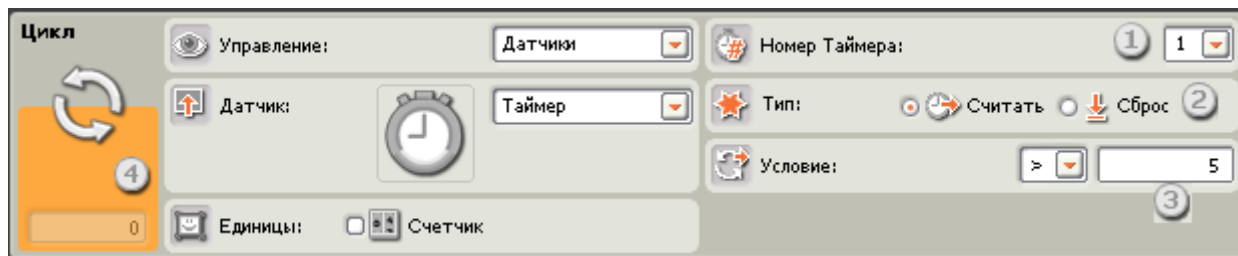 Цикл
4
0
Управление: Датчики
Датчик: Таймер
Единицы: Счетчик
Номер Таймера: 1 1
Тип: Считать Сброс 2
Условие: > 5
3